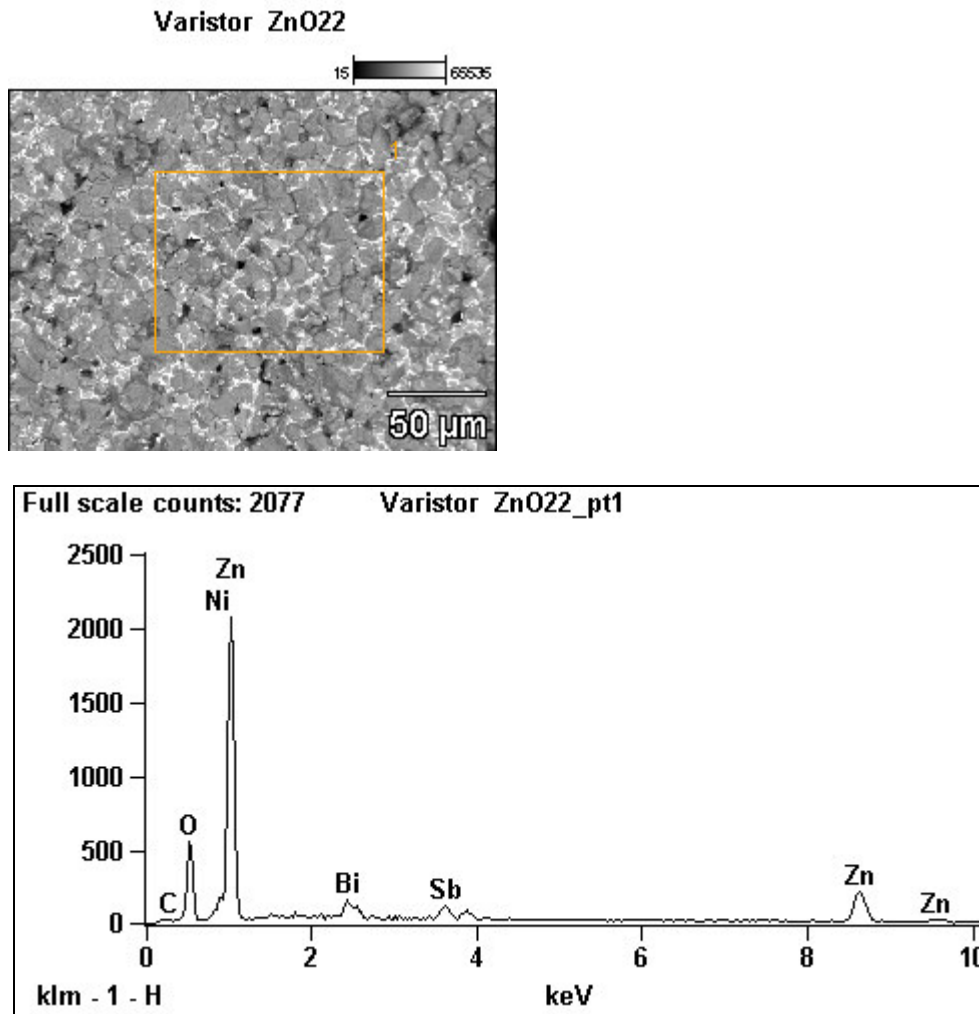 Varistor ZnO22
15 65535
1
50 µm
Full scale counts: 2077 Varistor ZnO22_pt1
2500
2000
1500
1000
500
0
Zn
Ni
O
C
Bi
Sb
Zn
Zn
0 2 4 6 8 10
klm - 1 - H keV